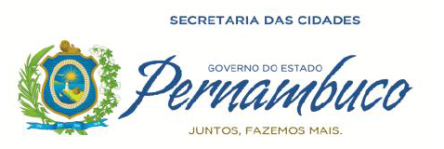 SECRETARIA DAS CIDADES
GOVERNO DO ESTADO
Pernambuco
JUNTOS, FAZEMOS MAIS.